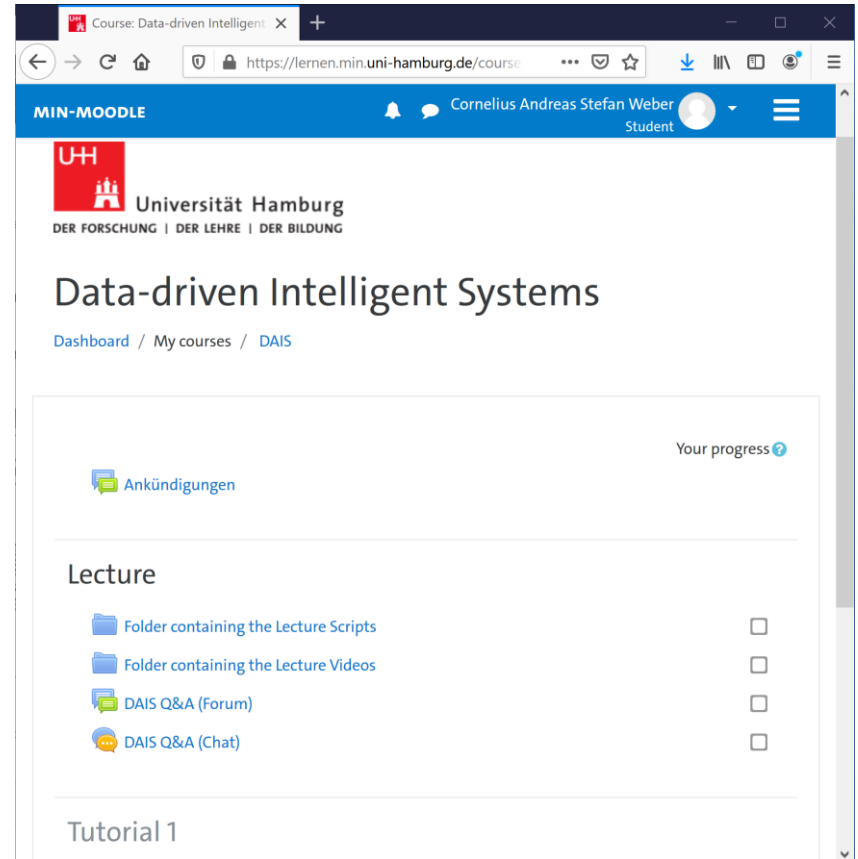 Course: Data-driven Intelligent
https://lernen.min.uni-hamburg.de/course
MIN-MOODLE
Cornelius Andreas Stefan Weber
Student
UH
Universität Hamburg
DER FORSCHUNG | DER LEHRE | DER BILDUNG
Data-driven Intelligent Systems
Dashboard / My courses / DAIS
Your progress
Ankündigungen
Lecture
Folder containing the Lecture Scripts
Folder containing the Lecture Videos
DAIS Q&A (Forum)
DAIS Q&A (Chat)
Tutorial 1